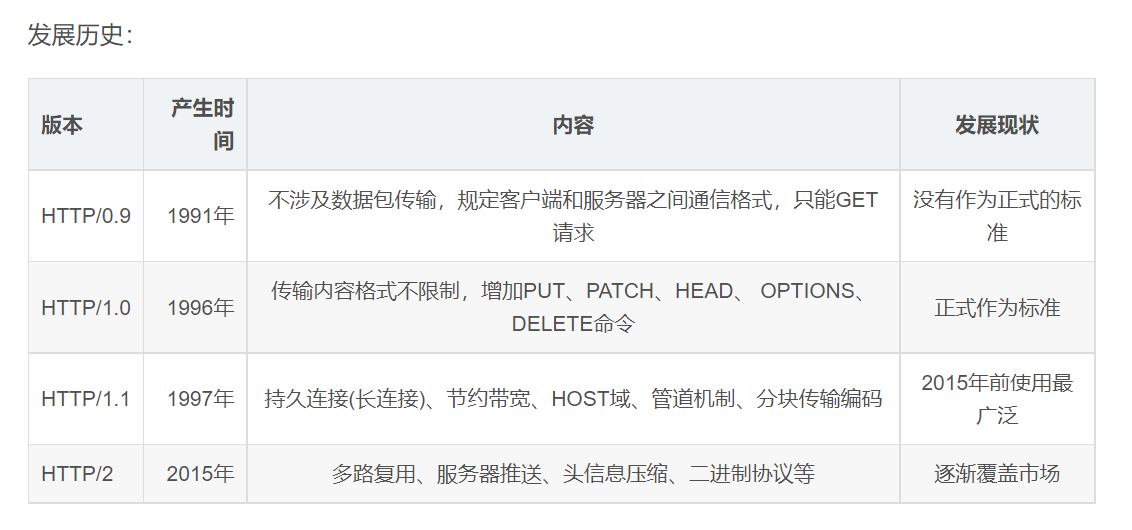 发展历史：
版本
产生时
间
内容
发展现状
HTTP/0.9
1991年
不涉及数据包传输，规定客户端和服务器之间通信格式，只能GET
请求
没有作为正式的标
准
HTTP/1.0
1996年
传输内容格式不限制，增加PUT、PATCH、HEAD、 OPTIONS、
DELETE命令
正式作为标准
HTTP/1.1
1997年
持久连接(长连接)、节约带宽、HOST域、管道机制、分块传输编码
2015年前使用最
广泛
HTTP/2
2015年
多路复用、服务器推送、头信息压缩、二进制协议等
逐渐覆盖市场